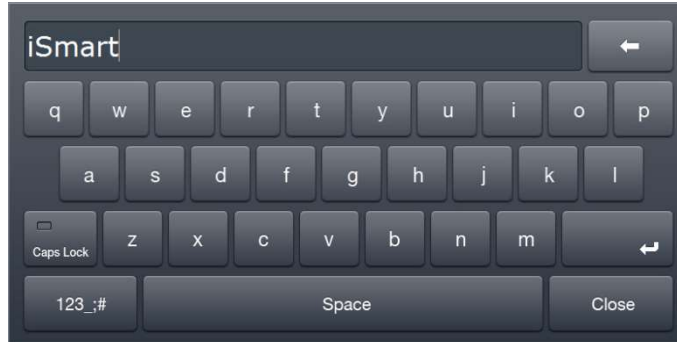 iSmart
q w e r t y u i o p
a s d f g h j k l
Caps Lock z x c v b n m
123_;# Space Close